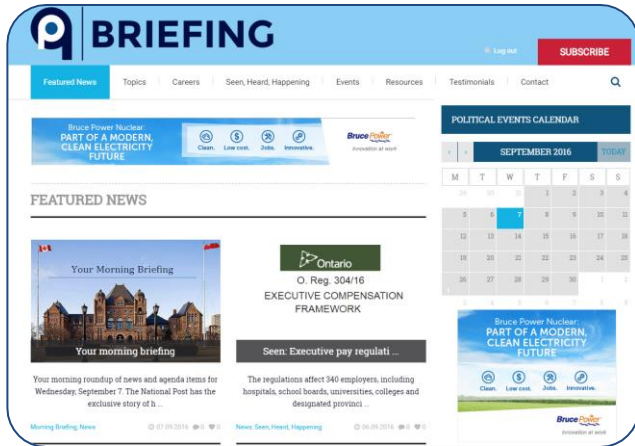 BRIEFING
Log out
SUBSCRIBE
Featured News Topics Careers Seen, Heard, Happening Events Resources Testimonials Contact
Bruce Power Nuclear:
PART OF A MODERN,
CLEAN ELECTRICITY
FUTURE
Clean. Low cost. Jobs. Innovative.
Bruce Power
Innovation at work
FEATURED NEWS
Your Morning Briefing
Your morning briefing
Your morning roundup of news and agenda items for
Wednesday, September 7. The National Post has the
exclusive story of h ...
Morning Briefing, News 07.09.2016 0 0
Ontario
O. Reg. 304/16
EXECUTIVE COMPENSATION
FRAMEWORK
Seen: Executive pay regulati ...
The regulations affect 340 employers, including
hospitals, school boards, universities, colleges and
designated provinci ...
News, Seen, Heard, Happening 06.09.2016 0 0
POLITICAL EVENTS CALENDAR
‹ › SEPTEMBER 2016 TODAY
M T W T F S S
29 30 31 1 2 3 4
5 6 7 8 9 10 11
12 13 14 15 16 17 18
19 20 21 22 23 24 25
26 27 28 29 30 1 2
3 4 5 6 7 8 9
Bruce Power Nuclear:
PART OF A MODERN,
CLEAN ELECTRICITY
FUTURE
Clean. Low cost. Jobs. Innovative.
Bruce Power
Innovation at work